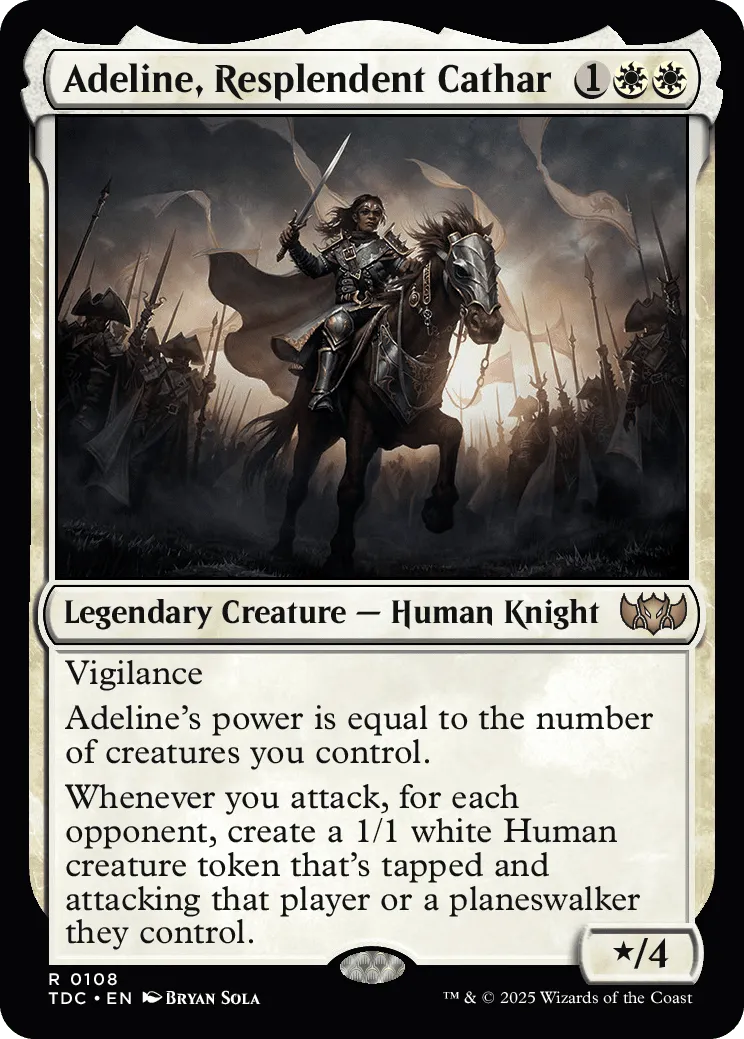 Adeline, Resplendent Cathar 1
Legendary Creature — Human Knight
Vigilance
Adeline's power is equal to the number
of creatures you control.
Whenever you attack, for each
opponent, create a 1/1 white Human
creature token that's tapped and
attacking that player or a planeswalker
they control.
★/4
R 0108
TDC • EN Bryan Sola
™ & © 2025 Wizards of the Coast